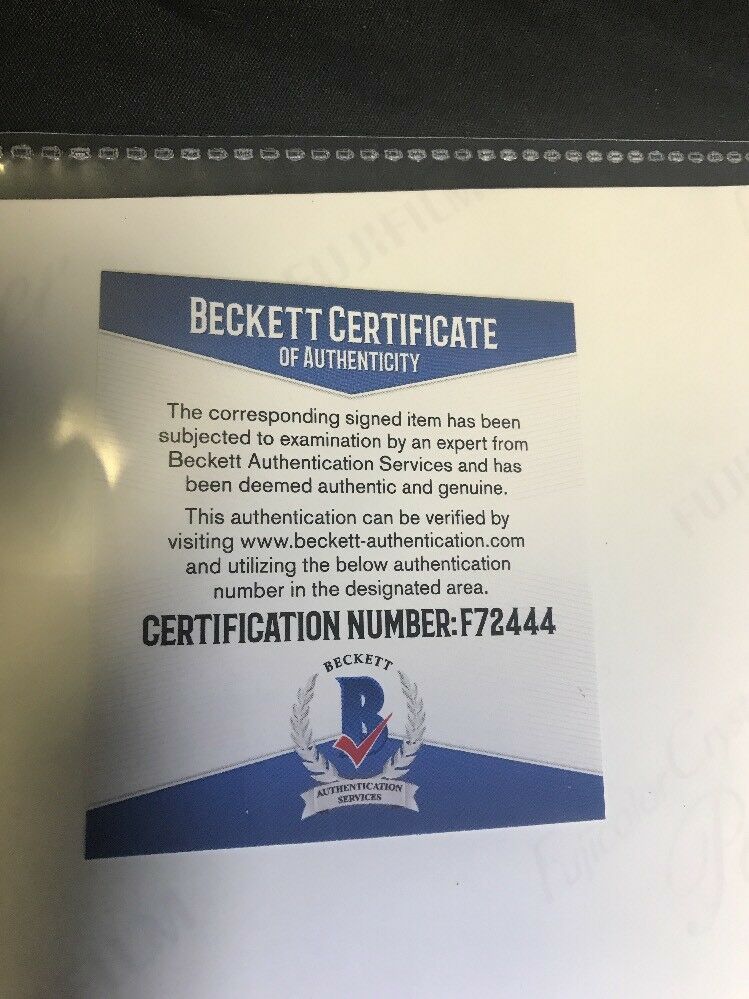 FUJIFILM
BECKETT CERTIFICATE
OF AUTHENTICITY
The corresponding signed item has been
subjected to examination by an expert from
Beckett Authentication Services and has
been deemed authentic and genuine.
This authentication can be verified by
visiting www.beckett-authentication.com
and utilizing the below authentication
number in the designated area.
CERTIFICATION NUMBER:F72444
BECKETT
B
AUTHENTICATION
SERVICES